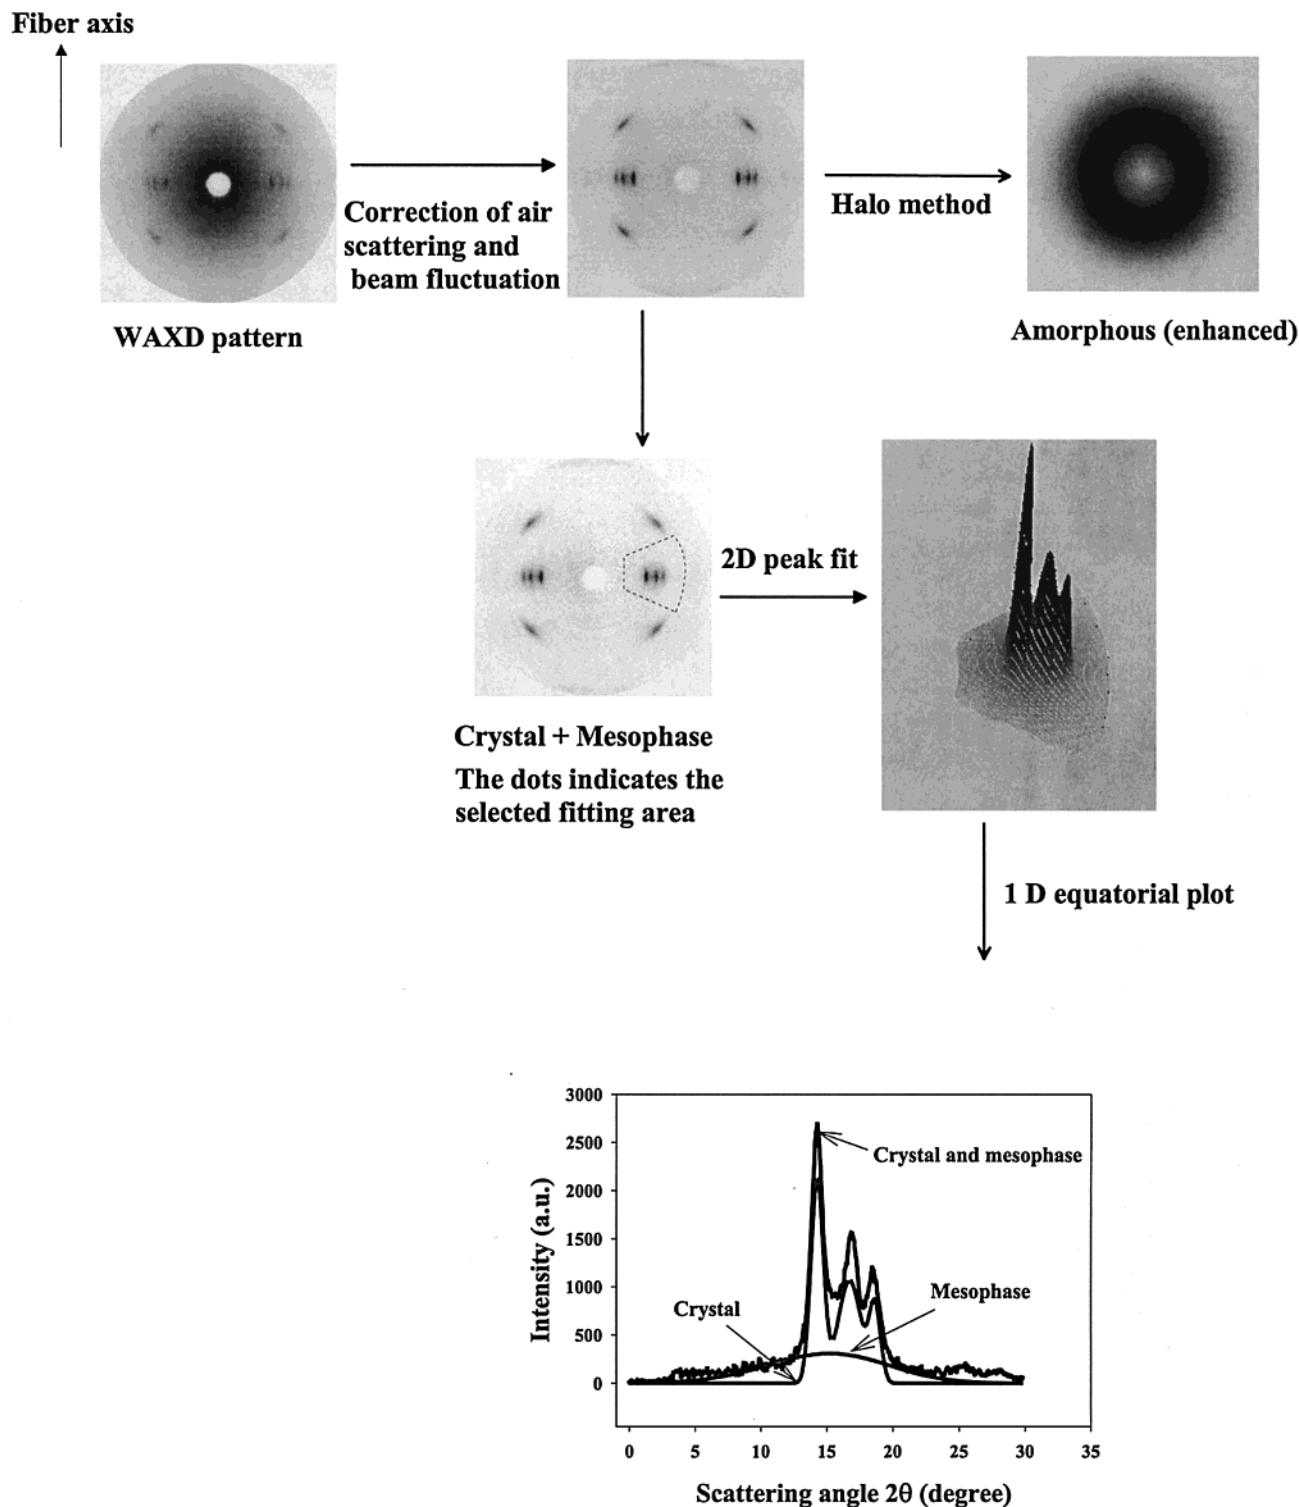 Fiber axis
Correction of air
scattering and
beam fluctuation
Halo method
WAXD pattern
Amorphous (enhanced)
2D peak fit
Crystal + Mesophase
The dots indicates the
selected fitting area
1 D equatorial plot
3000
2500
2000
1500
1000
500
0
Intensity (a.u.)
Crystal and mesophase
Mesophase
Crystal
0 5 10 15 20 25 30 35
Scattering angle 2θ (degree)